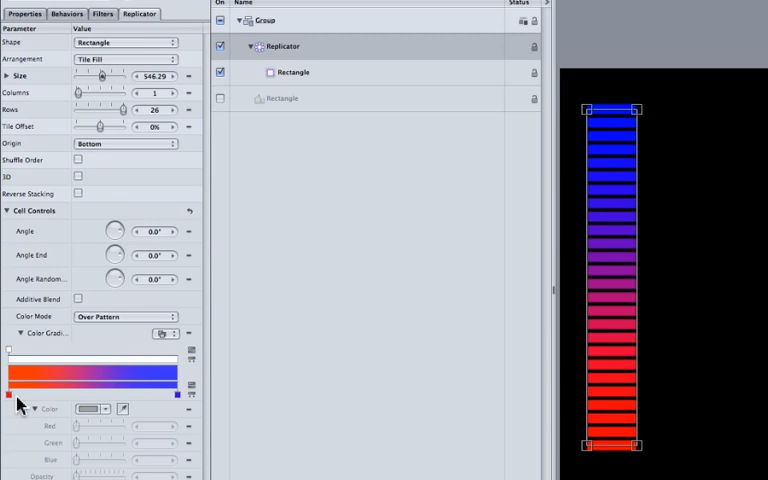 Properties Behaviors Filters Replicator
Parameter Value
Shape Rectangle
Arrangement Tile Fill
Size 546.29
Columns 1
Rows 26
Tile Offset 0%
Origin Bottom
Shuffle Order
3D
Reverse Stacking
Cell Controls
Angle 0.0°
Angle End 0.0°
Angle Random... 0.0°
Additive Blend
Color Mode Over Pattern
Color Gradi...
Color
Red
Green
Blue
Opacity
On Name Status
Group
Replicator
Rectangle
Rectangle